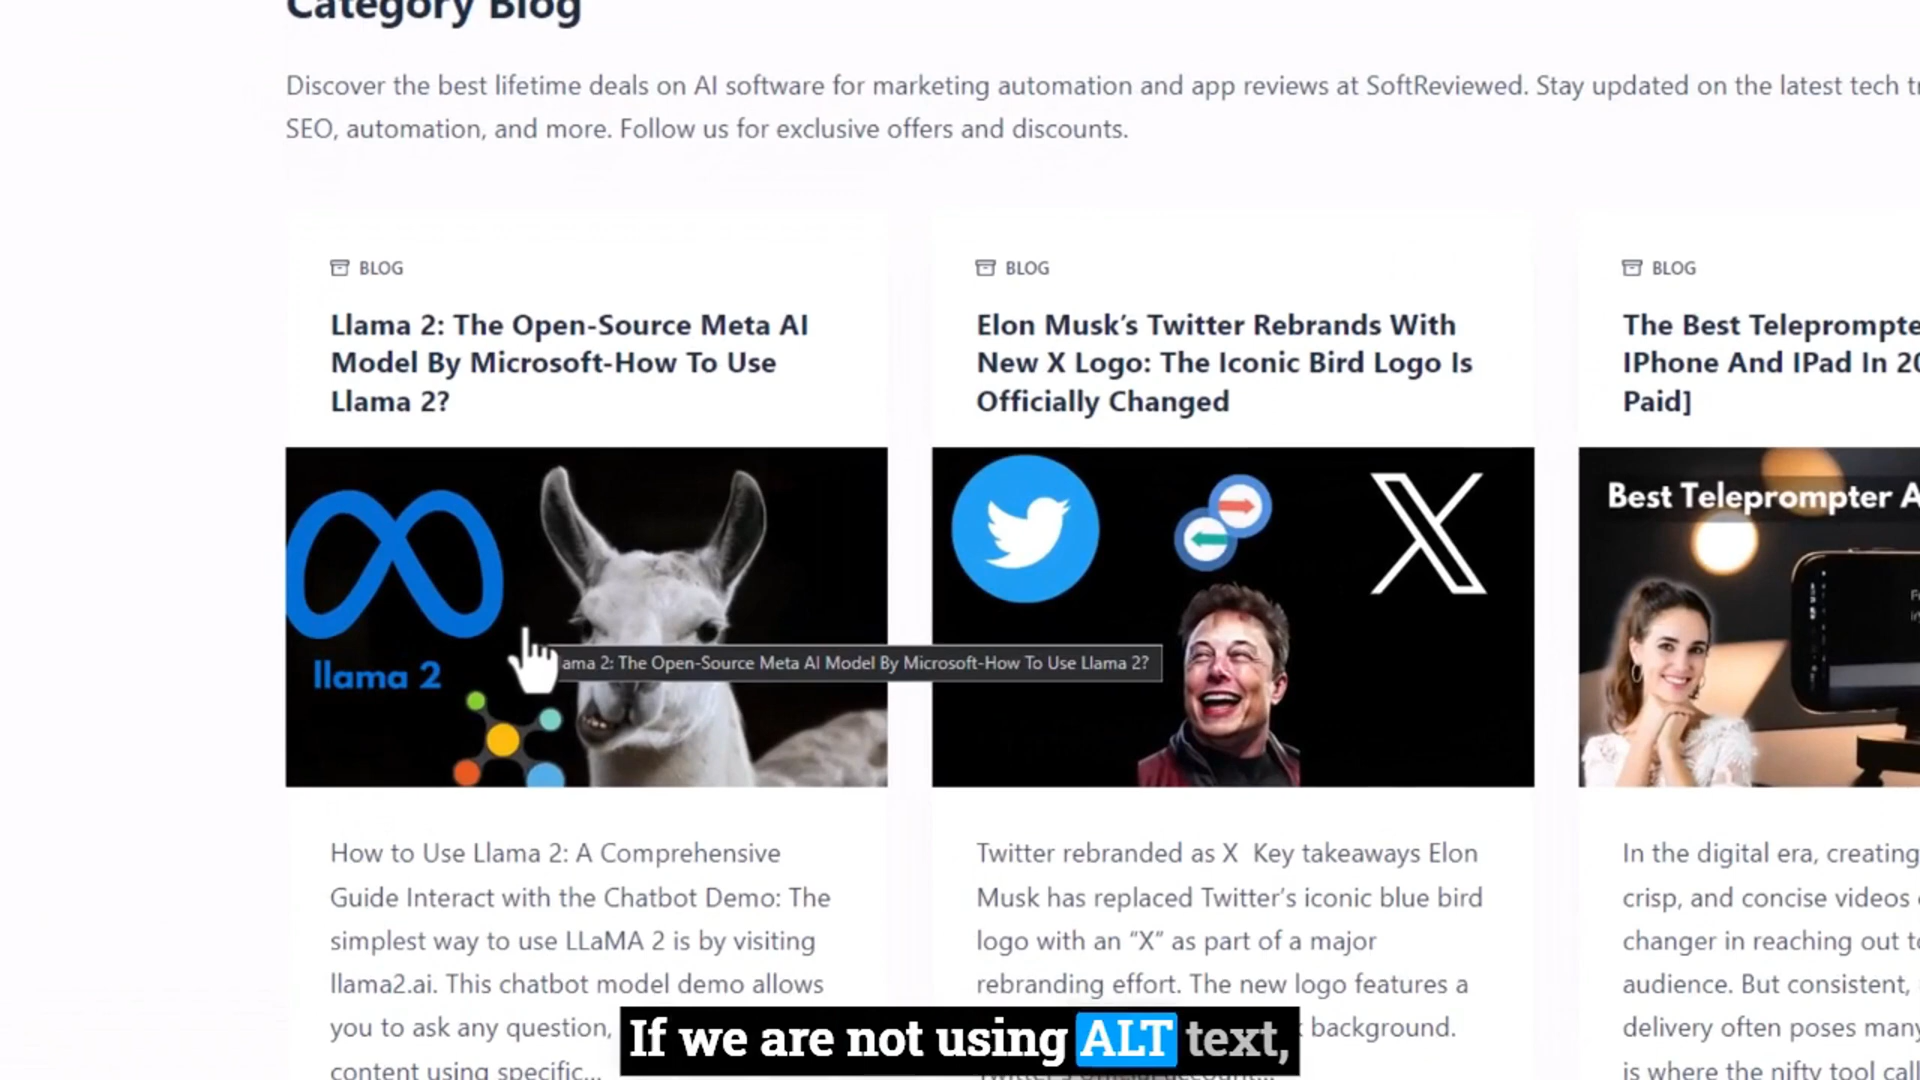 Category Blog
Discover the best lifetime deals on AI software for marketing automation and app reviews at SoftReviewed. Stay updated on the latest tech
SEO, automation, and more. Follow us for exclusive offers and discounts.
BLOG
Llama 2: The Open-Source Meta AI
Model By Microsoft-How To Use
Llama 2?
llama 2
ama 2: The Open-Source Meta AI Model By Microsoft-How To Use Llama 2?
How to Use Llama 2: A Comprehensive
Guide Interact with the Chatbot Demo: The
simplest way to use LLaMA 2 is by visiting
llama2.ai. This chatbot model demo allows
you to ask any question,
content using specific...
BLOG
Elon Musk’s Twitter Rebrands With
New X Logo: The Iconic Bird Logo Is
Officially Changed
Twitter rebranded as X Key takeaways Elon
Musk has replaced Twitter’s iconic blue bird
logo with an “X” as part of a major
rebranding effort. The new logo features a
background.
BLOG
The Best Teleprompte
IPhone And IPad In 20
Paid]
Best Teleprompter A
In the digital era, creating
crisp, and concise videos
changer in reaching out to
audience. But consistent,
delivery often poses many
is where the nifty tool call
If we are not using ALT text,